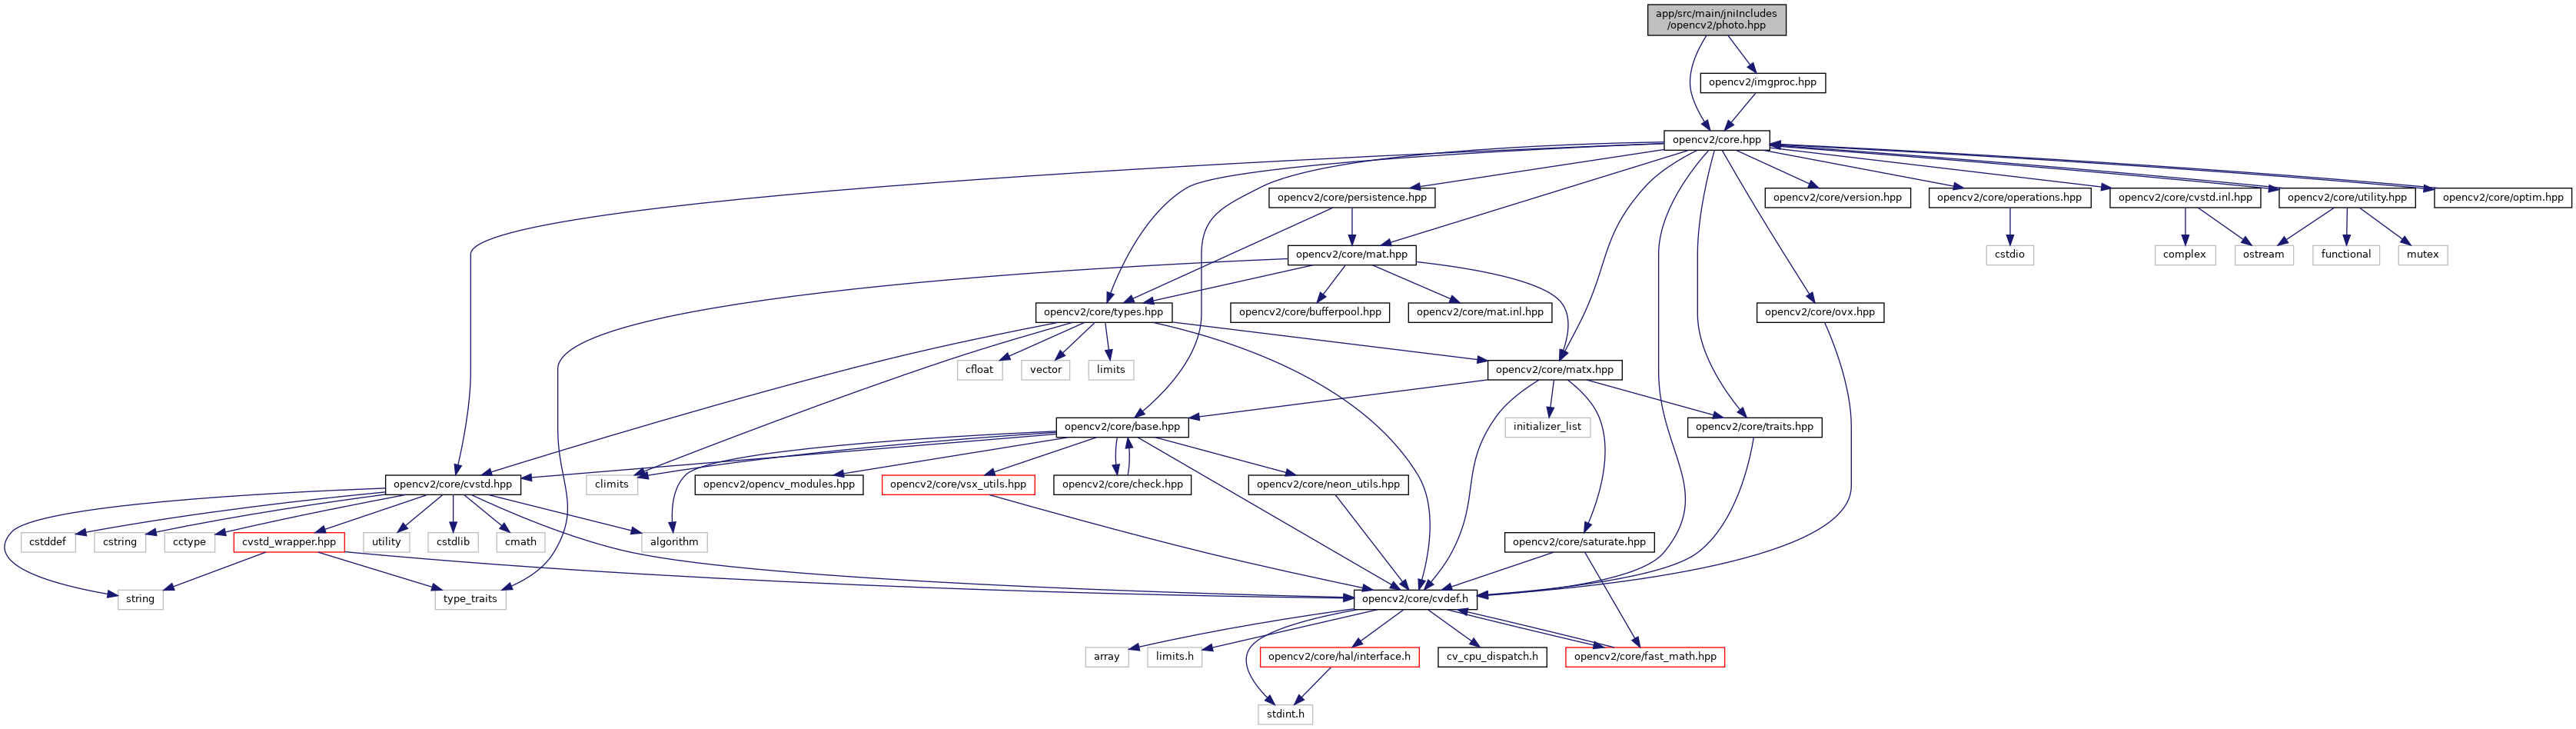 app/src/main/jniIncludes
/opencv2/photo.hpp
opencv2/imgproc.hpp
opencv2/core.hpp
opencv2/core/persistence.hpp
opencv2/core/version.hpp
opencv2/core/operations.hpp
opencv2/core/cvstd.inl.hpp
opencv2/core/utility.hpp
opencv2/core/optim.hpp
opencv2/core/mat.hpp
cstdio
complex
ostream
functional
mutex
opencv2/core/types.hpp
opencv2/core/bufferpool.hpp
opencv2/core/mat.inl.hpp
opencv2/core/ovx.hpp
cfloat
vector
limits
opencv2/core/matx.hpp
opencv2/core/base.hpp
initializer_list
opencv2/core/traits.hpp
opencv2/core/cvstd.hpp
climits
opencv2/opencv_modules.hpp
opencv2/core/vsx_utils.hpp
opencv2/core/check.hpp
opencv2/core/neon_utils.hpp
cstddef
cstring
cctype
cvstd_wrapper.hpp
utility
cstdlib
cmath
algorithm
opencv2/core/saturate.hpp
string
type_traits
opencv2/core/cvdef.h
array
limits.h
opencv2/core/hal/interface.h
cv_cpu_dispatch.h
opencv2/core/fast_math.hpp
stdint.h